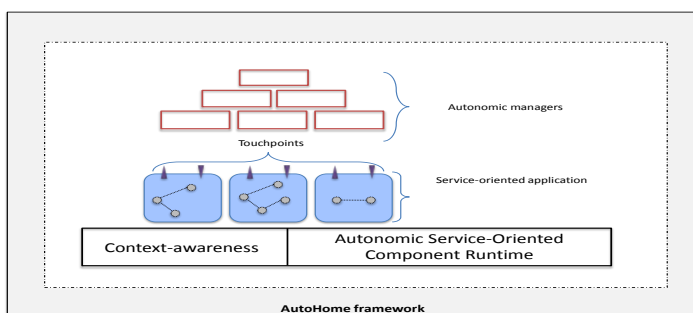 Autonomic managers
Touchpoints
Service-oriented application
Context-awareness
Autonomic Service-Oriented
Component Runtime
AutoHome framework